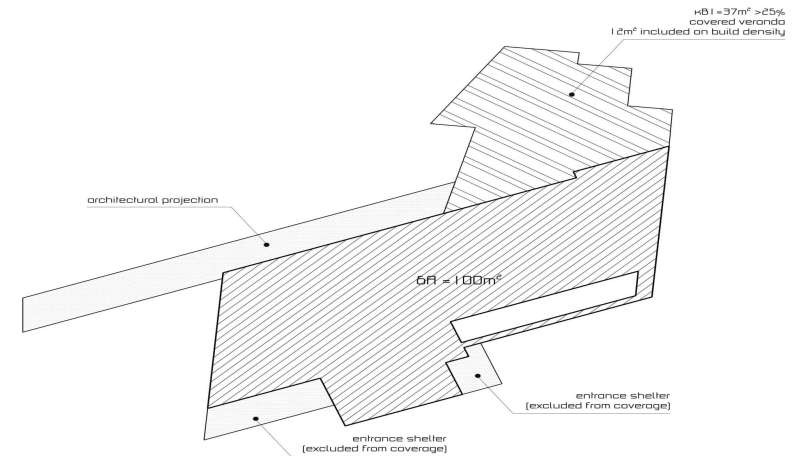 κΒ1=37m² >25%
covered veranda
12m² included on build density
architectural projection
δΑ = 100m²
entrance shelter
(excluded from coverage)
entrance shelter
(excluded from coverage)